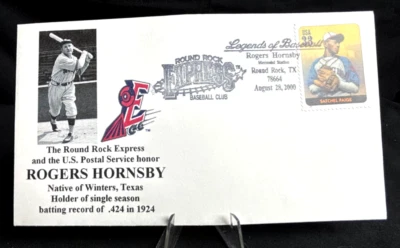 ROUND ROCK
EXPRESS
BASEBALL CLUB
Legends of Baseball
Rogers Hornsby
Round Rock, TX
78664
August 28, 2000
USA
33
The Round Rock Express
and the U.S. Postal Service honor
ROGERS HORNSBY
Native of Winters, Texas
Holder of single season
batting record of .424 in 1924